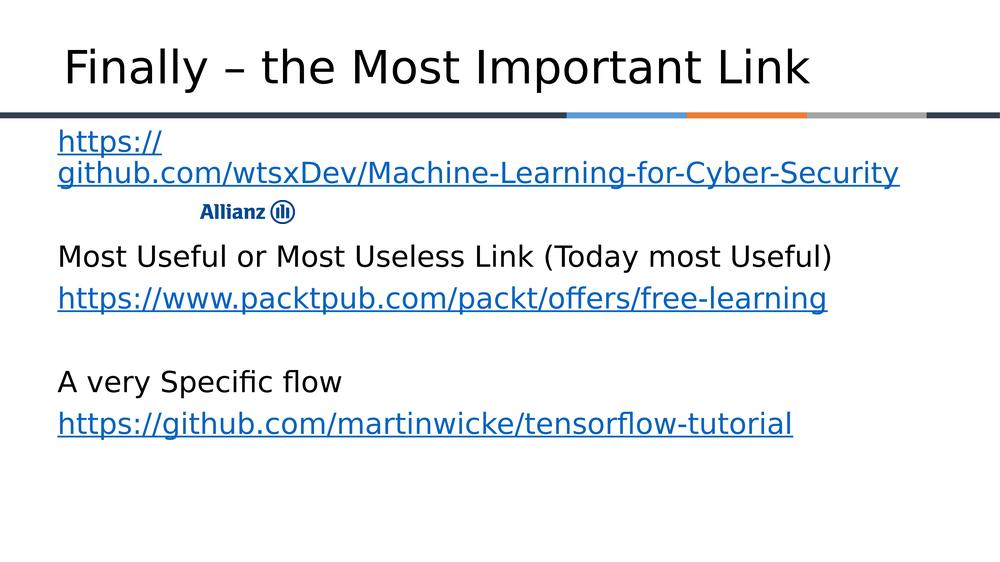 Finally – the Most Important Link
https://
github.com/wtsxDev/Machine-Learning-for-Cyber-Security
Allianz
Most Useful or Most Useless Link (Today most Useful)
https://www.packtpub.com/packt/offers/free-learning
A very Specific flow
https://github.com/martinwicke/tensorflow-tutorial